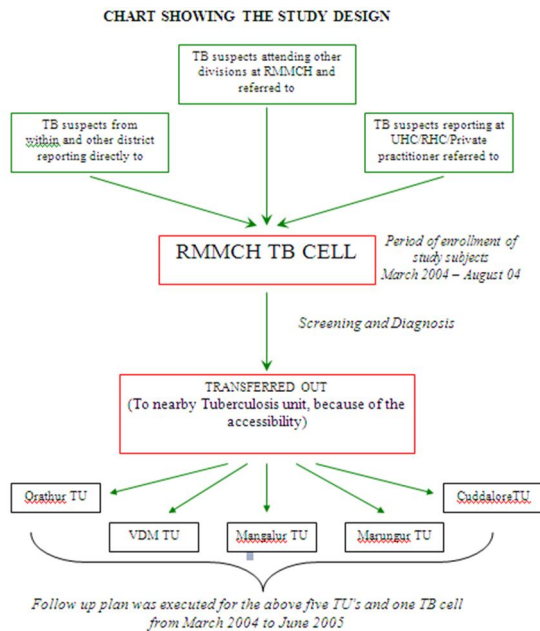 CHART SHOWING THE STUDY DESIGN
TB suspects attending other
divisions at RMMCH and
referred to
TB suspects from
within and other district
reporting directly to
TB suspects reporting at
UHC/RHC/Private
practitioner referred to
RMMCH TB CELL
Period of enrollment of
study subjects
March 2004 – August 04
Screening and Diagnosis
TRANSFERRED OUT
(To nearby Tuberculosis unit, because of the
accessibility)
Orathur TU
CuddaloreTU
VDM TU
Mangalur TU
Marungur TU
Follow up plan was executed for the above five TU's and one TB cell
from March 2004 to June 2005